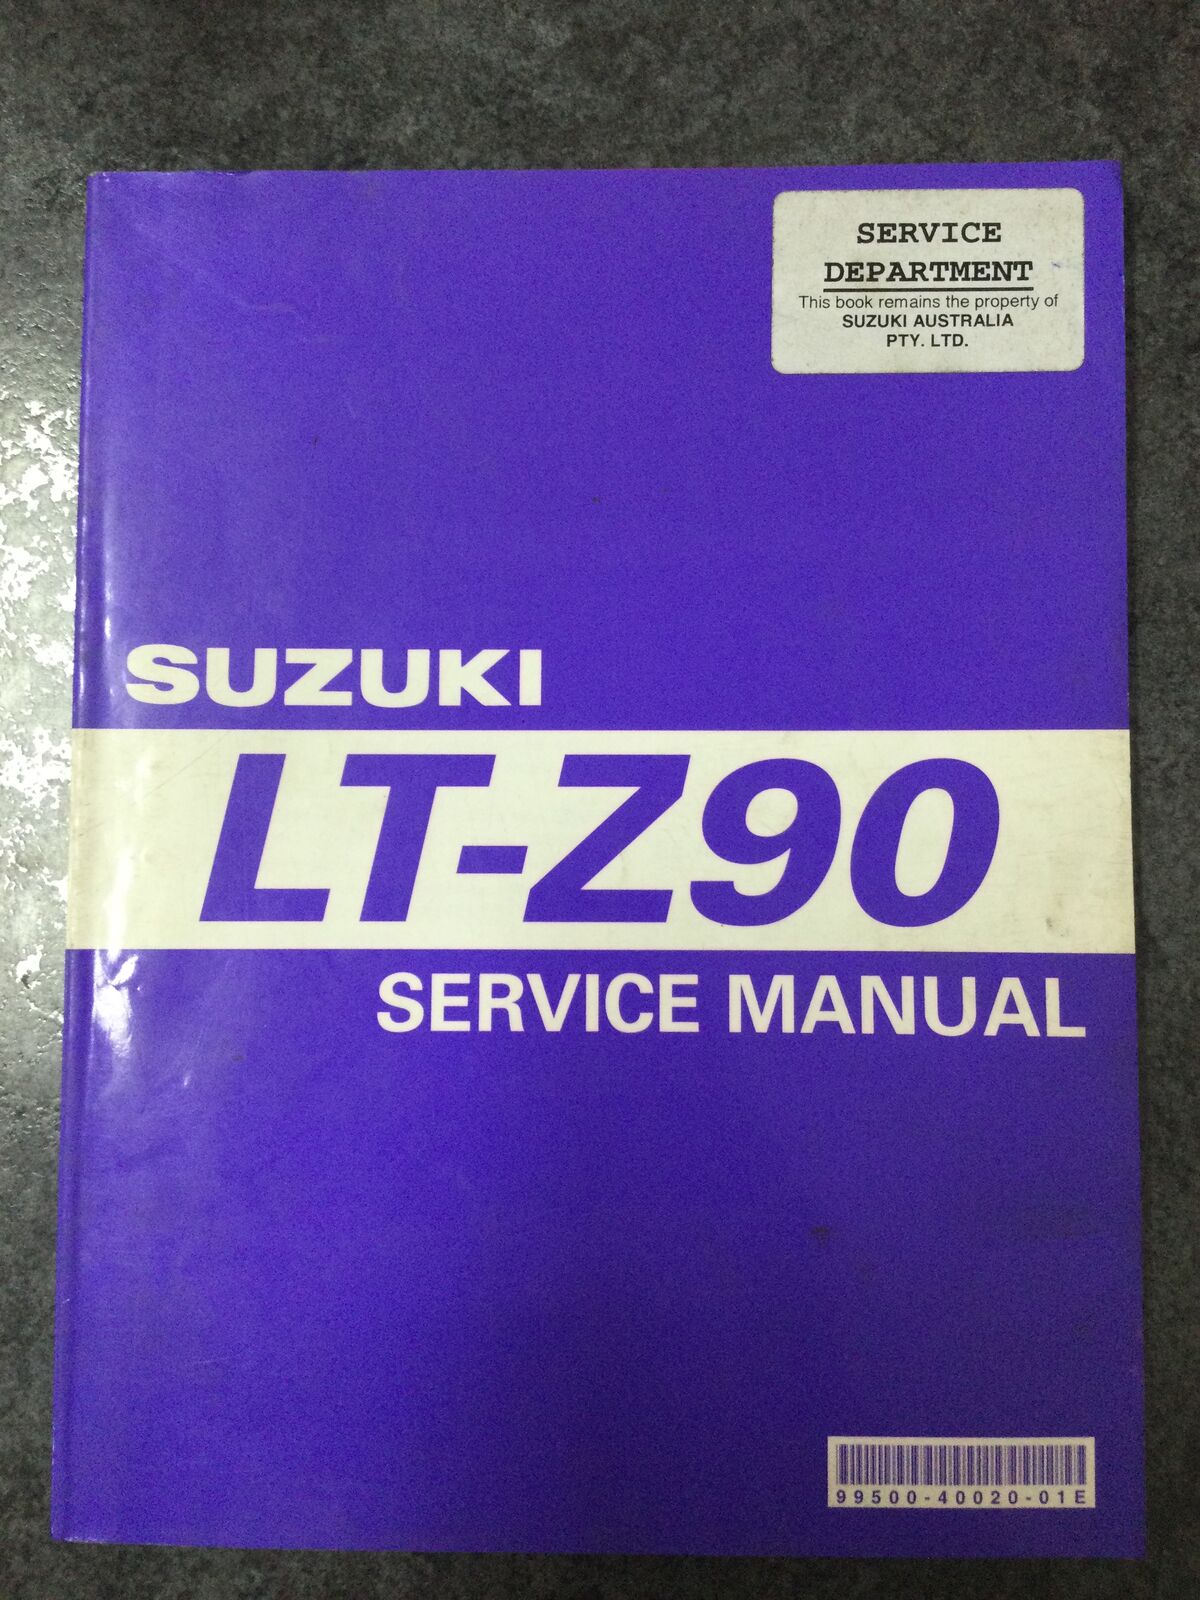 SERVICE
DEPARTMENT
This book remains the property of
SUZUKI AUSTRALIA
PTY. LTD.
SUZUKI
LT-Z90
SERVICE MANUAL
99500-40020-01E